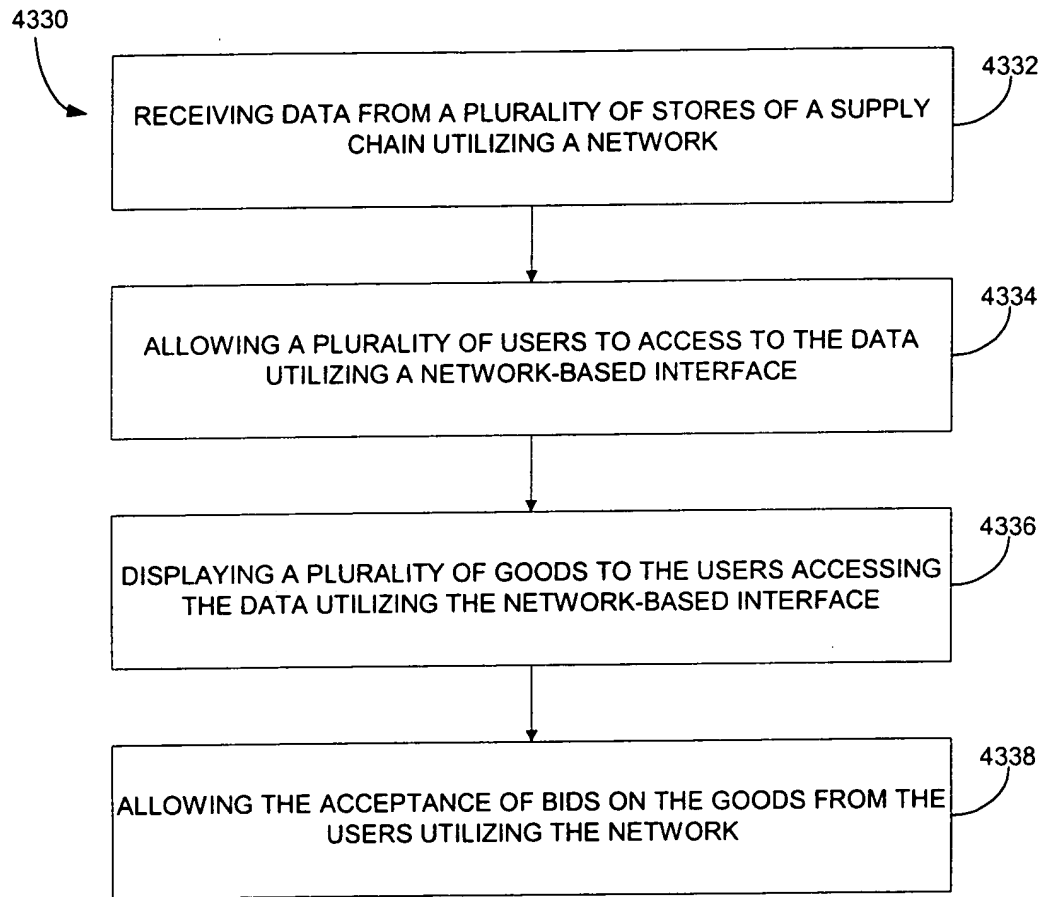 4330
4332
RECEIVING DATA FROM A PLURALITY OF STORES OF A SUPPLY
CHAIN UTILIZING A NETWORK
4334
ALLOWING A PLURALITY OF USERS TO ACCESS TO THE DATA
UTILIZING A NETWORK-BASED INTERFACE
4336
DISPLAYING A PLURALITY OF GOODS TO THE USERS ACCESSING
THE DATA UTILIZING THE NETWORK-BASED INTERFACE
4338
ALLOWING THE ACCEPTANCE OF BIDS ON THE GOODS FROM THE
USERS UTILIZING THE NETWORK